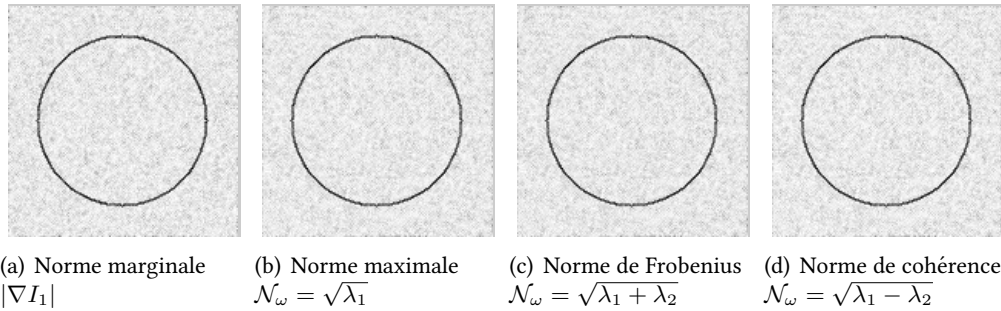 (a) Norme marginale
|∇I₁|
(b) Norme maximale
𝒩_ω = √λ₁
(c) Norme de Frobenius
𝒩_ω = √(λ₁ + λ₂)
(d) Norme de cohérence
𝒩_ω = √(λ₁ − λ₂)